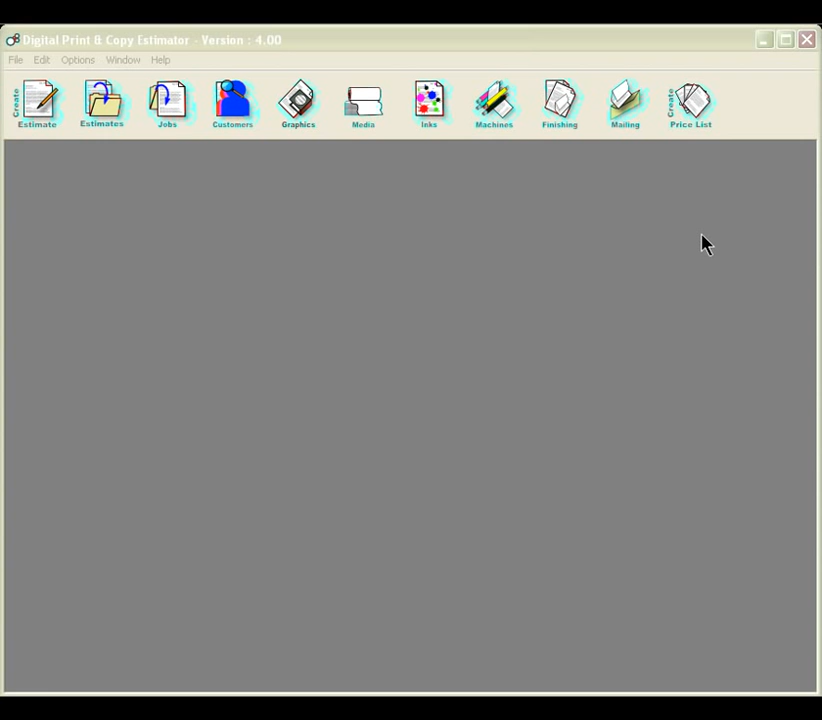 Digital Print & Copy Estimator - Version : 4.00
File Edit Options Window Help
Create Estimate Estimates Jobs Customers Graphics Media Inks Machines Finishing Mailing Create Price List